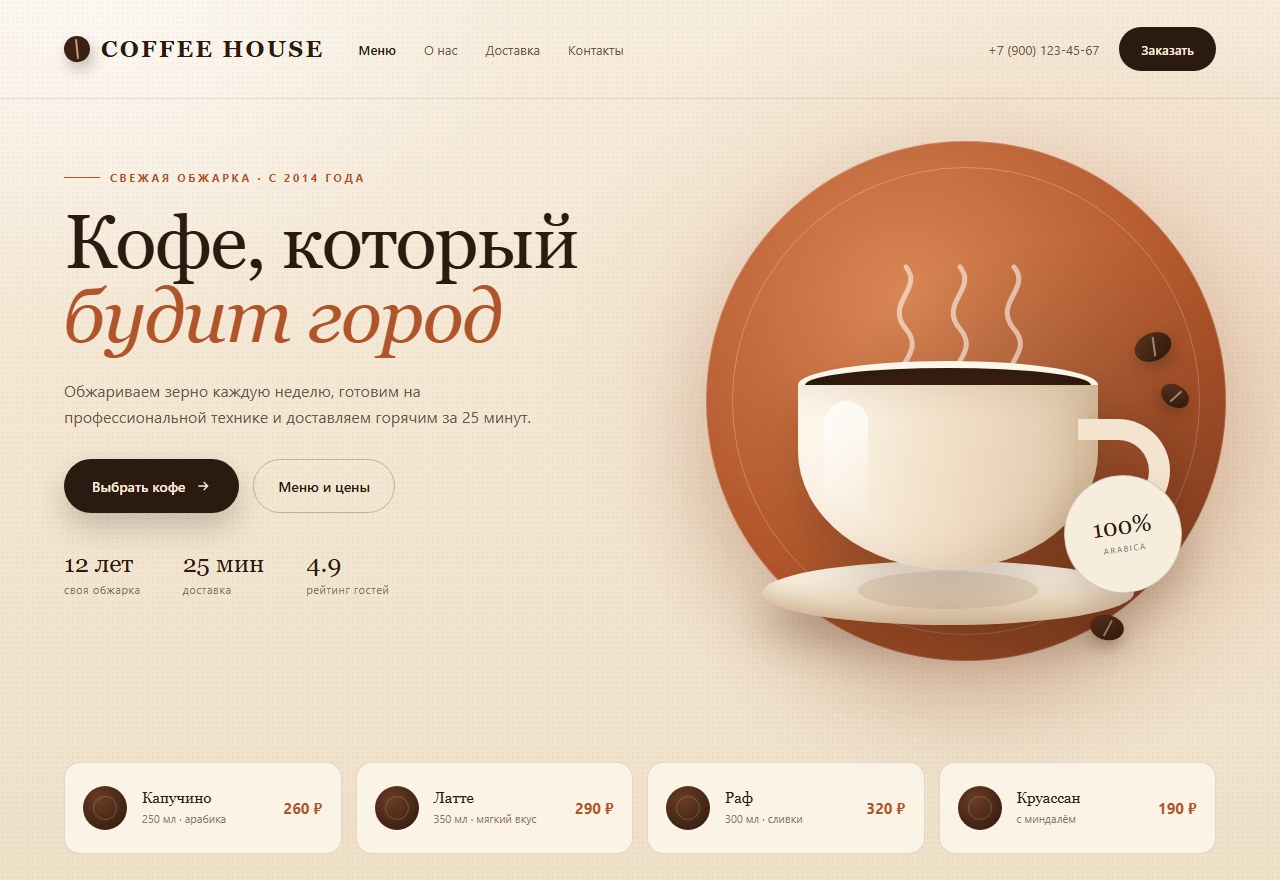 COFFEE HOUSE
Меню
О нас
Доставка
Контакты
+7 (900) 123-45-67
Заказать
СВЕЖАЯ ОБЖАРКА · С 2014 ГОДА
Кофе, который
будит город
Обжариваем зерно каждую неделю, готовим на
профессиональной технике и доставляем горячим за 25 минут.
Выбрать кофе →
Меню и цены
12 лет
своя обжарка
25 мин
доставка
4.9
рейтинг гостей
100%
ARABICA
Капучино
250 мл · арабика
260 ₽
Латте
350 мл · мягкий вкус
290 ₽
Раф
300 мл · сливки
320 ₽
Круассан
с миндалём
190 ₽